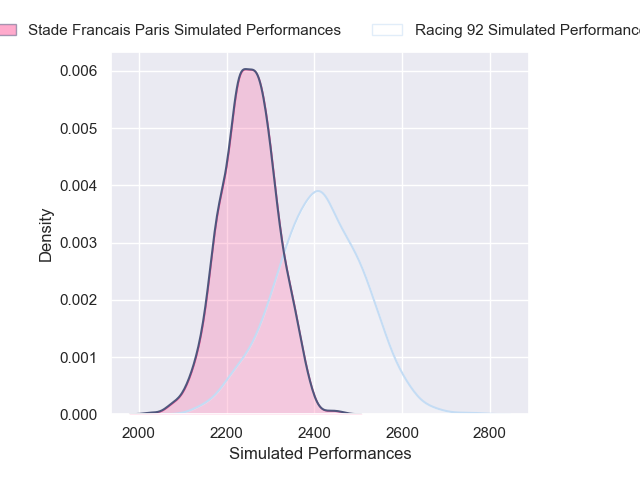 Stade Francais Paris Simulated Performances Racing 92 Simulated Performanc
0.006
0.005
0.004
0.003
0.002
0.001
0.000
Density
2000 2200 2400 2600 2800
Simulated Performances